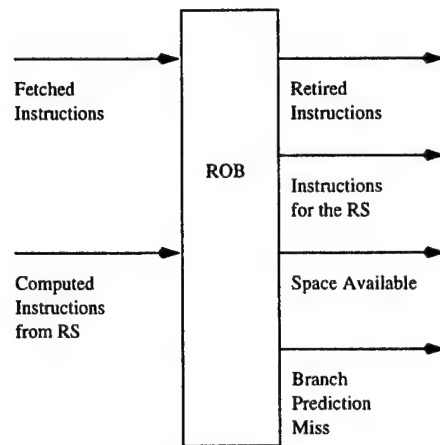 Fetched
Instructions
Computed
Instructions
from RS
ROB
Retired
Instructions
Instructions
for the RS
Space Available
Branch
Prediction
Miss